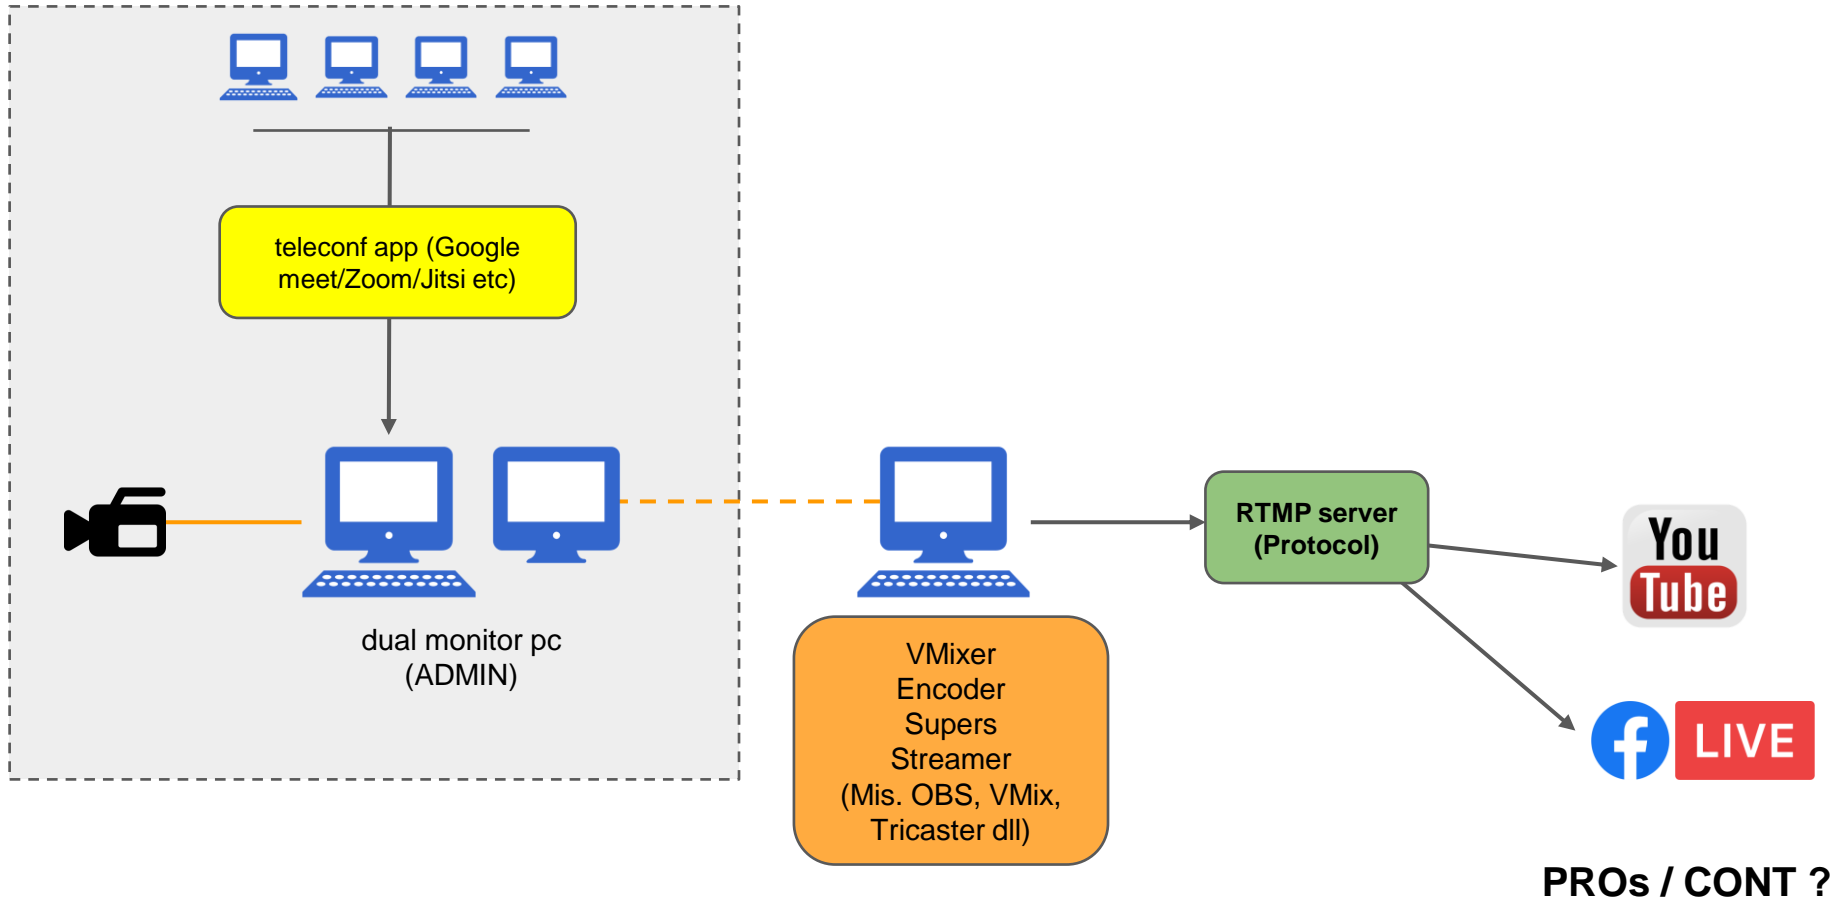 teleconf app (Google
meet/Zoom/Jitsi etc)
dual monitor pc
(ADMIN)
VMixer
Encoder
Supers
Streamer
(Mis. OBS, VMix,
Tricaster dll)
RTMP server
(Protocol)
You
Tube
LIVE
PROs / CONT ?